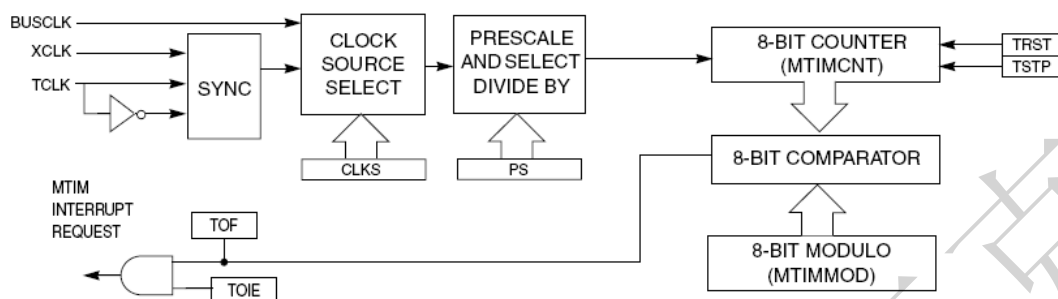 BUSCLK
XCLK
TCLK
SYNC
CLOCK
SOURCE
SELECT
CLKS
PRESCALE
AND SELECT
DIVIDE BY
PS
8-BIT COUNTER
(MTIMCNT)
TRST
TSTP
8-BIT COMPARATOR
8-BIT MODULO
(MTIMMOD)
MTIM
INTERRUPT
REQUEST
TOF
TOIE